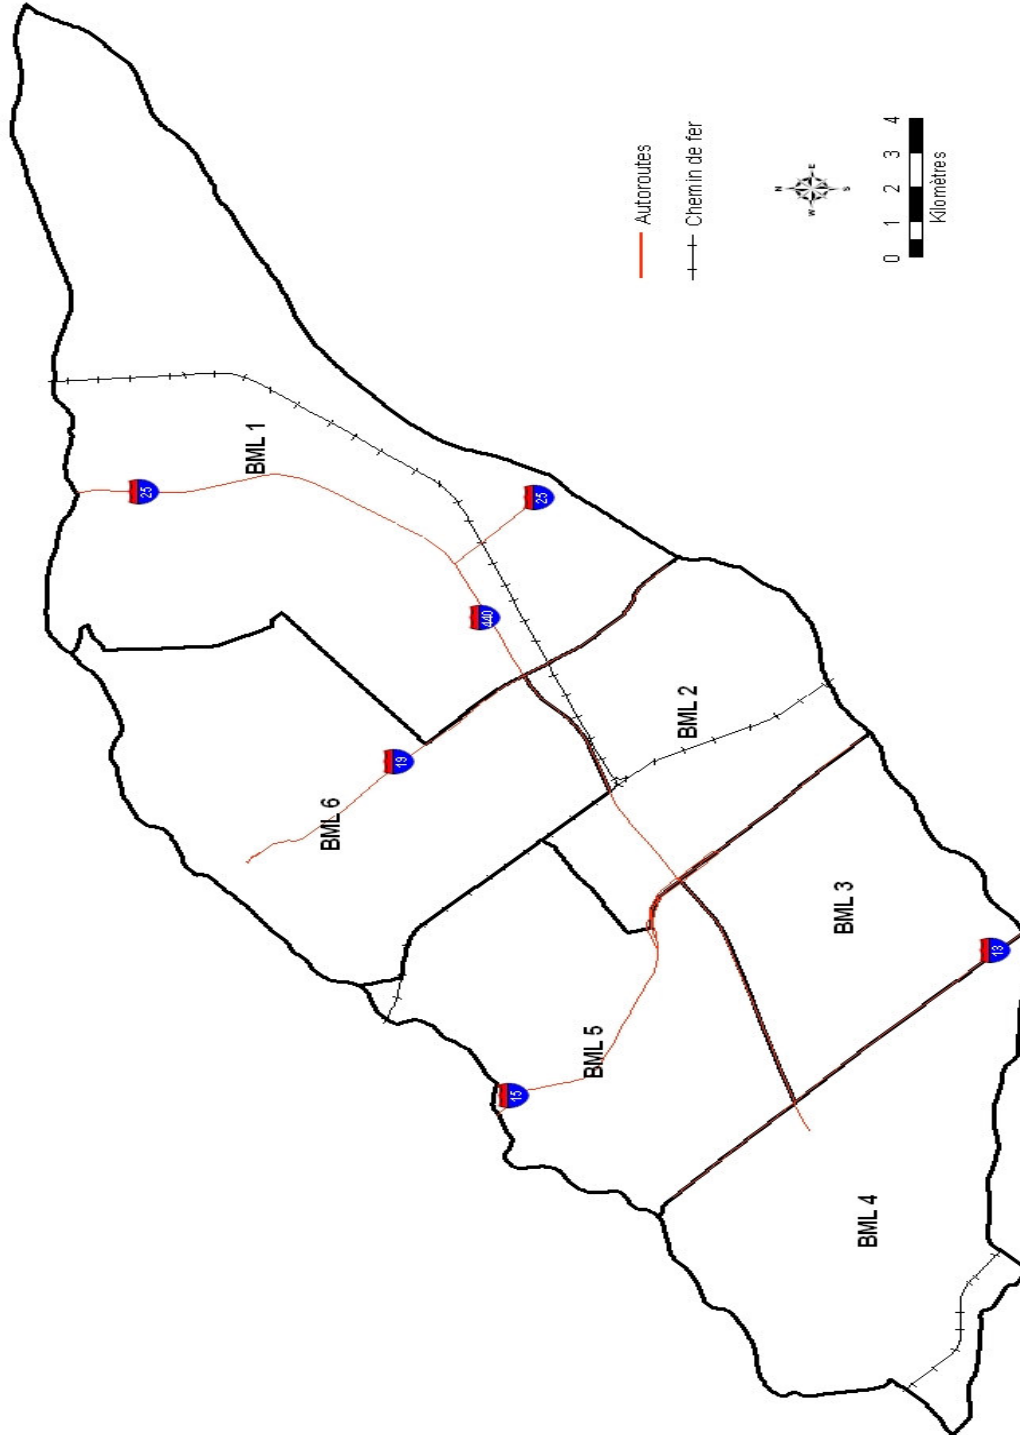 25
BML 1
25
440
19
BML 6
BML 2
BML 3
13
BML 5
15
BML 4
Autoroutes
Chemin de fer
N
W
E
S
0 1 2 3 4
Kilomètres